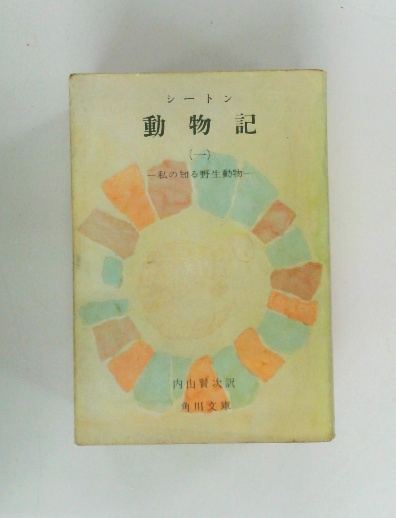 シートン
動物記
(一)
―私の知る野生動物―
内山賢次訳
角川文庫